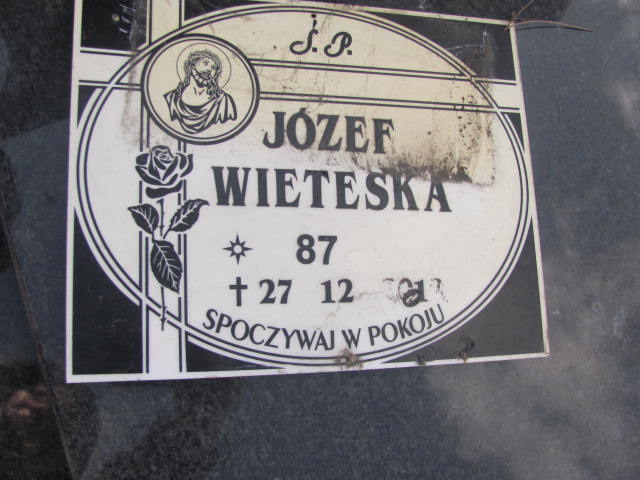 Ś. P.
JÓZEF
WIETESKA
87
✝ 27 12
SPOCZYWAJ W POKOJU